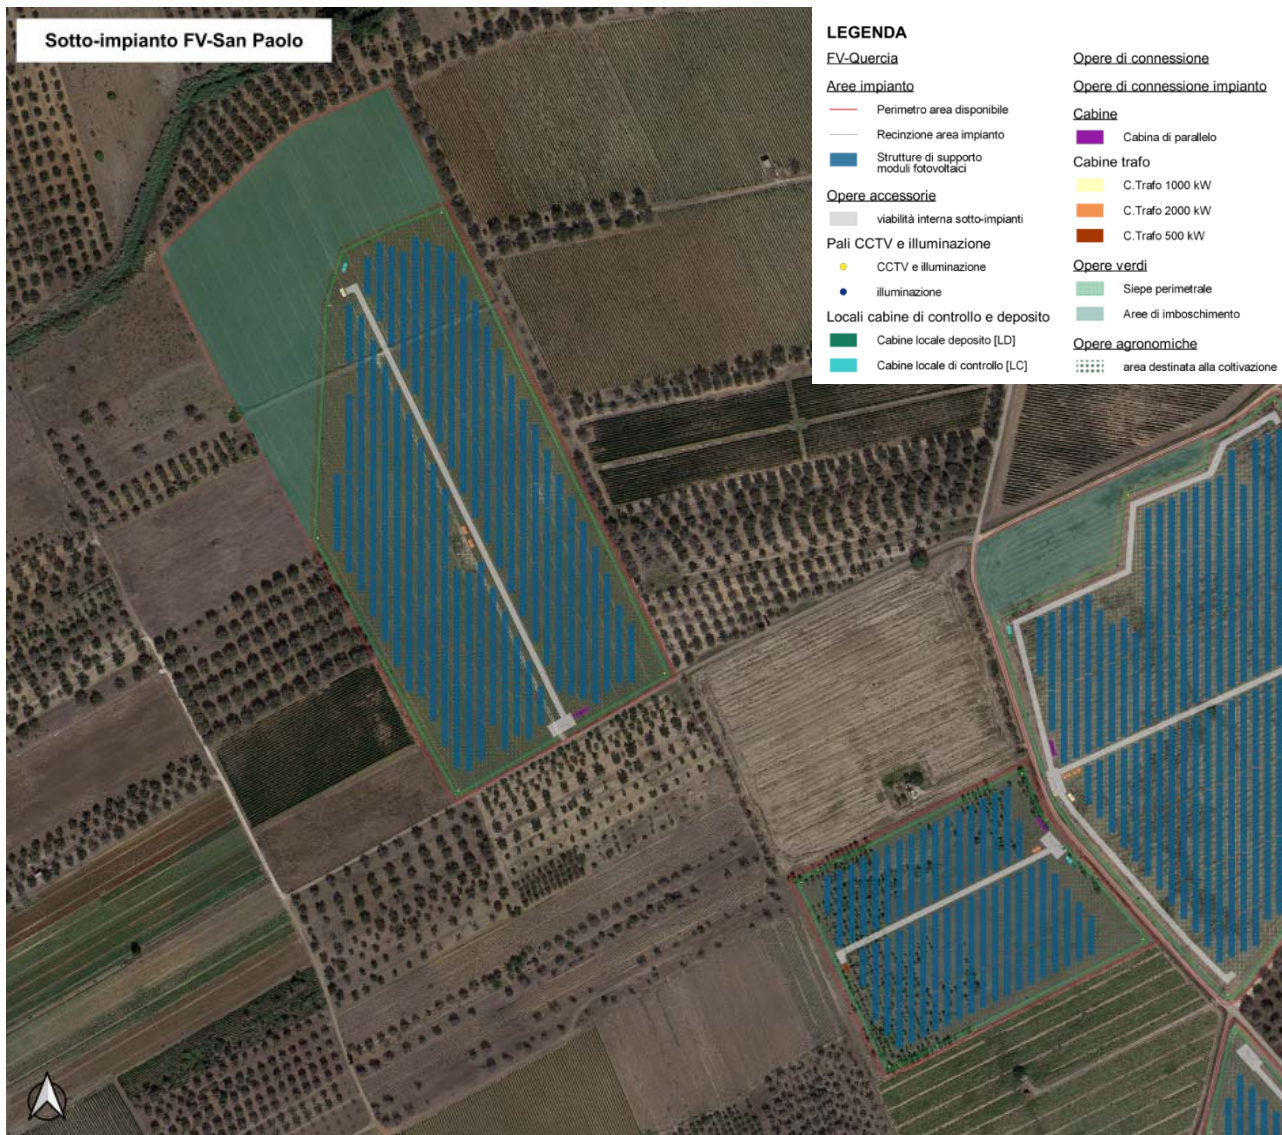 Sotto-impianto FV-San Paolo
LEGENDA
FV-Quercia
Aree impianto
Perimetro area disponibile
Recinzione area impianto
Strutture di supporto
moduli fotovoltaici
Opere accessorie
viabilità interna sotto-impianti
Pali CCTV e illuminazione
CCTV e illuminazione
illuminazione
Locali cabine di controllo e deposito
Cabine locale deposito [LD]
Cabine locale di controllo [LC]
Opere di connessione
Opere di connessione impianto
Cabine
Cabina di parallelo
Cabine trafo
C.Trafo 1000 kW
C.Trafo 2000 kW
C.Trafo 500 kW
Opere verdi
Siepe perimetrale
Aree di imboschimento
Opere agronomiche
area destinata alla coltivazione